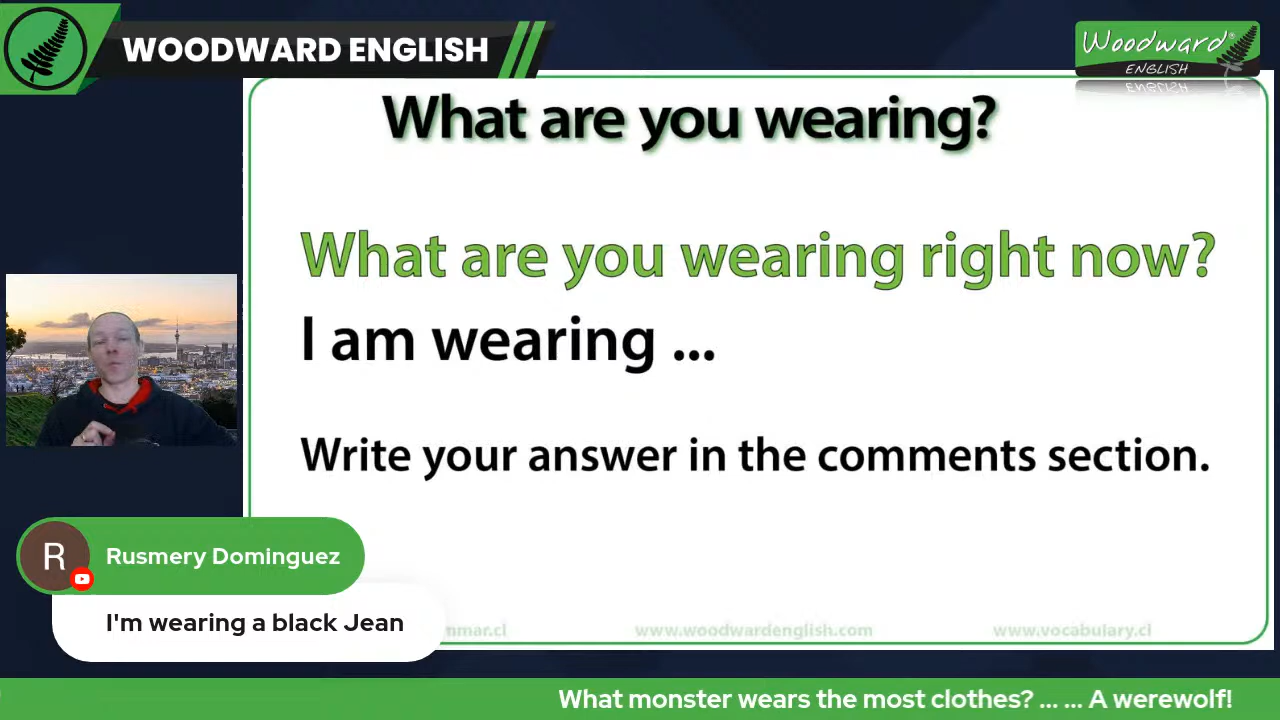 WOODWARD ENGLISH
Woodward®
ENGLISH
What are you wearing?
What are you wearing right now?
I am wearing ...
Write your answer in the comments section.
R
Rusmery Dominguez
I'm wearing a black Jean
www.woodwardenglish.com
www.vocabulary.cl
What monster wears the most clothes? ... ... A werewolf!